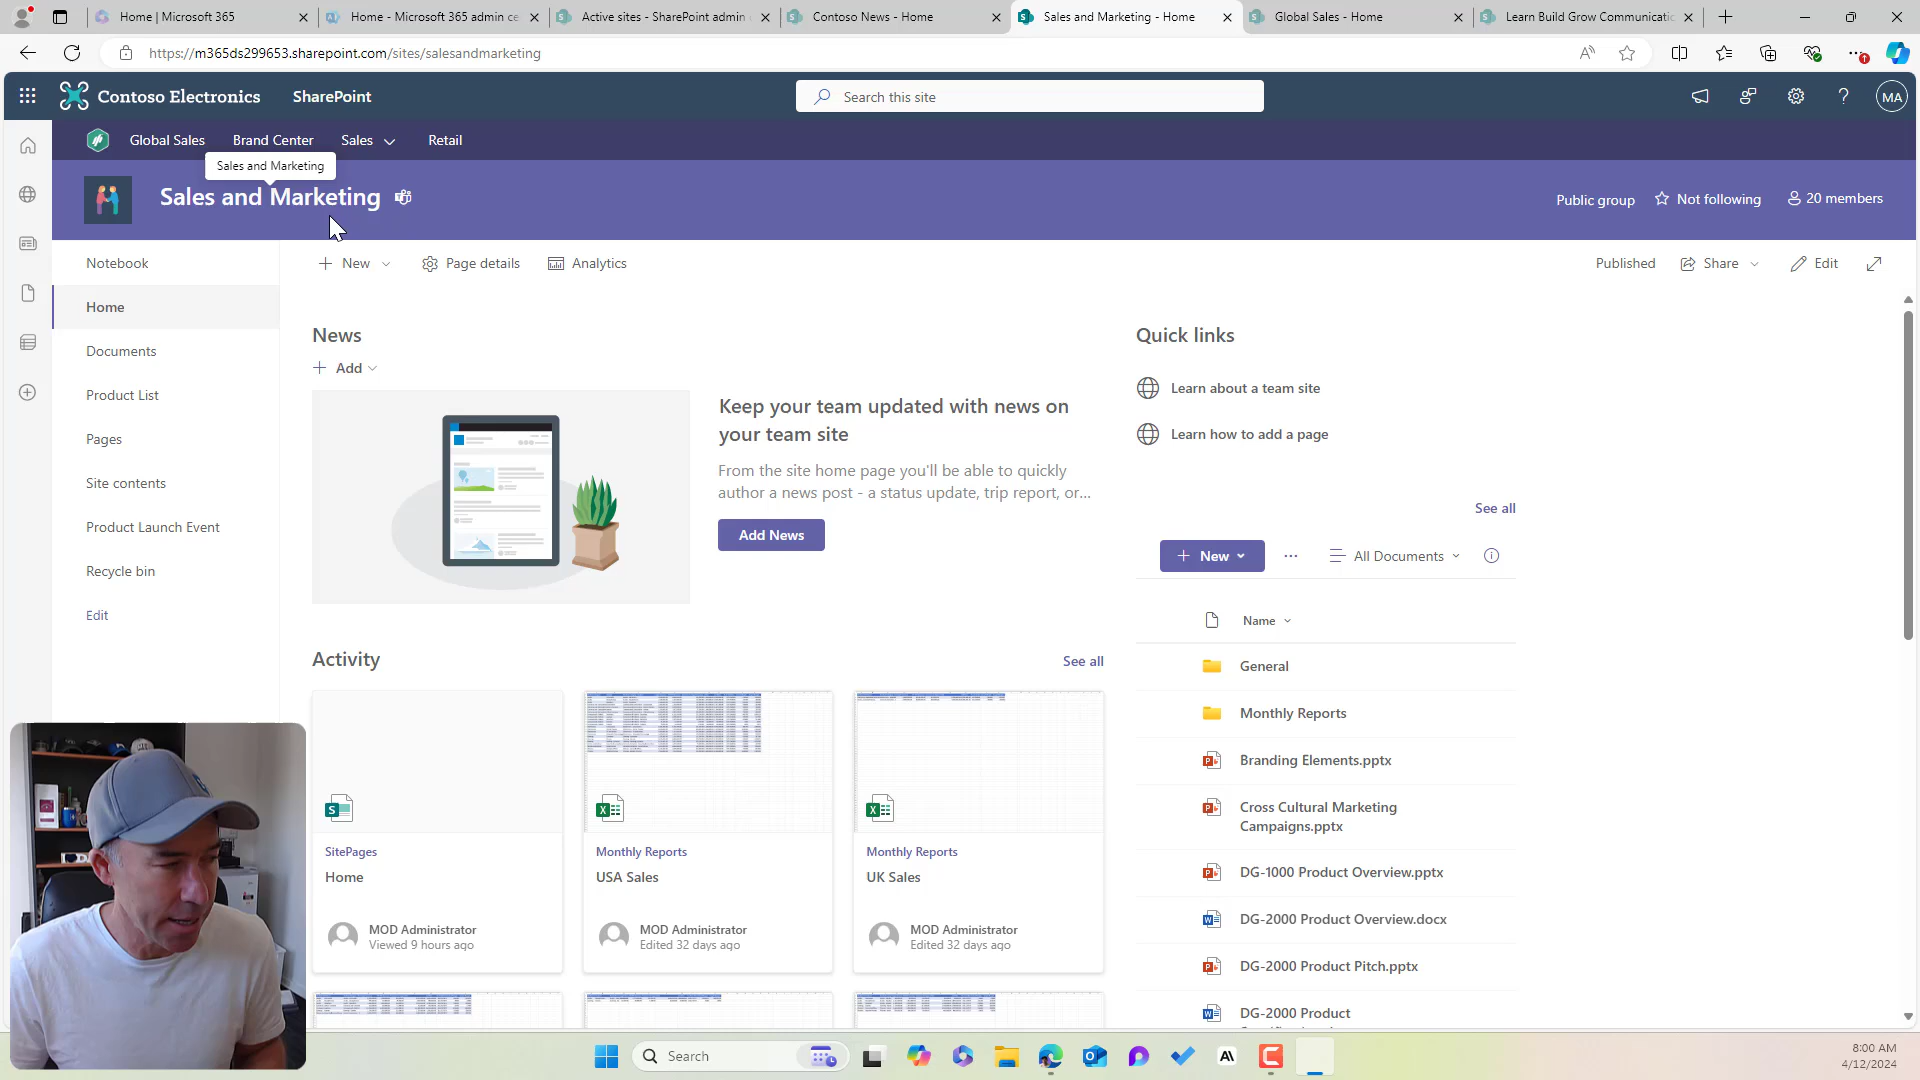 Home | Microsoft 365
Home - Microsoft 365 admin ce
Active sites - SharePoint admin
Contoso News - Home
Sales and Marketing - Home
Global Sales - Home
Learn Build Grow Communicatio
https://m365ds299653.sharepoint.com/sites/salesandmarketing
Contoso Electronics
SharePoint
Search this site
MA
Global Sales
Brand Center
Sales
Retail
Sales and Marketing
Sales and Marketing
Public group
Not following
20 members
Notebook
Home
Documents
Product List
Pages
Site contents
Product Launch Event
Recycle bin
Edit
New
Page details
Analytics
Published
Share
Edit
News
Add
Keep your team updated with news on
your team site
From the site home page you'll be able to quickly
author a news post - a status update, trip report, or...
Add News
Quick links
Learn about a team site
Learn how to add a page
See all
New
All Documents
Name
General
Monthly Reports
Branding Elements.pptx
Cross Cultural Marketing
Campaigns.pptx
DG-1000 Product Overview.pptx
DG-2000 Product Overview.docx
DG-2000 Product Pitch.pptx
DG-2000 Product
Activity
See all
SitePages
Home
MOD Administrator
Viewed 9 hours ago
Monthly Reports
USA Sales
MOD Administrator
Edited 32 days ago
Monthly Reports
UK Sales
MOD Administrator
Edited 32 days ago
Search
8:00 AM
4/12/2024